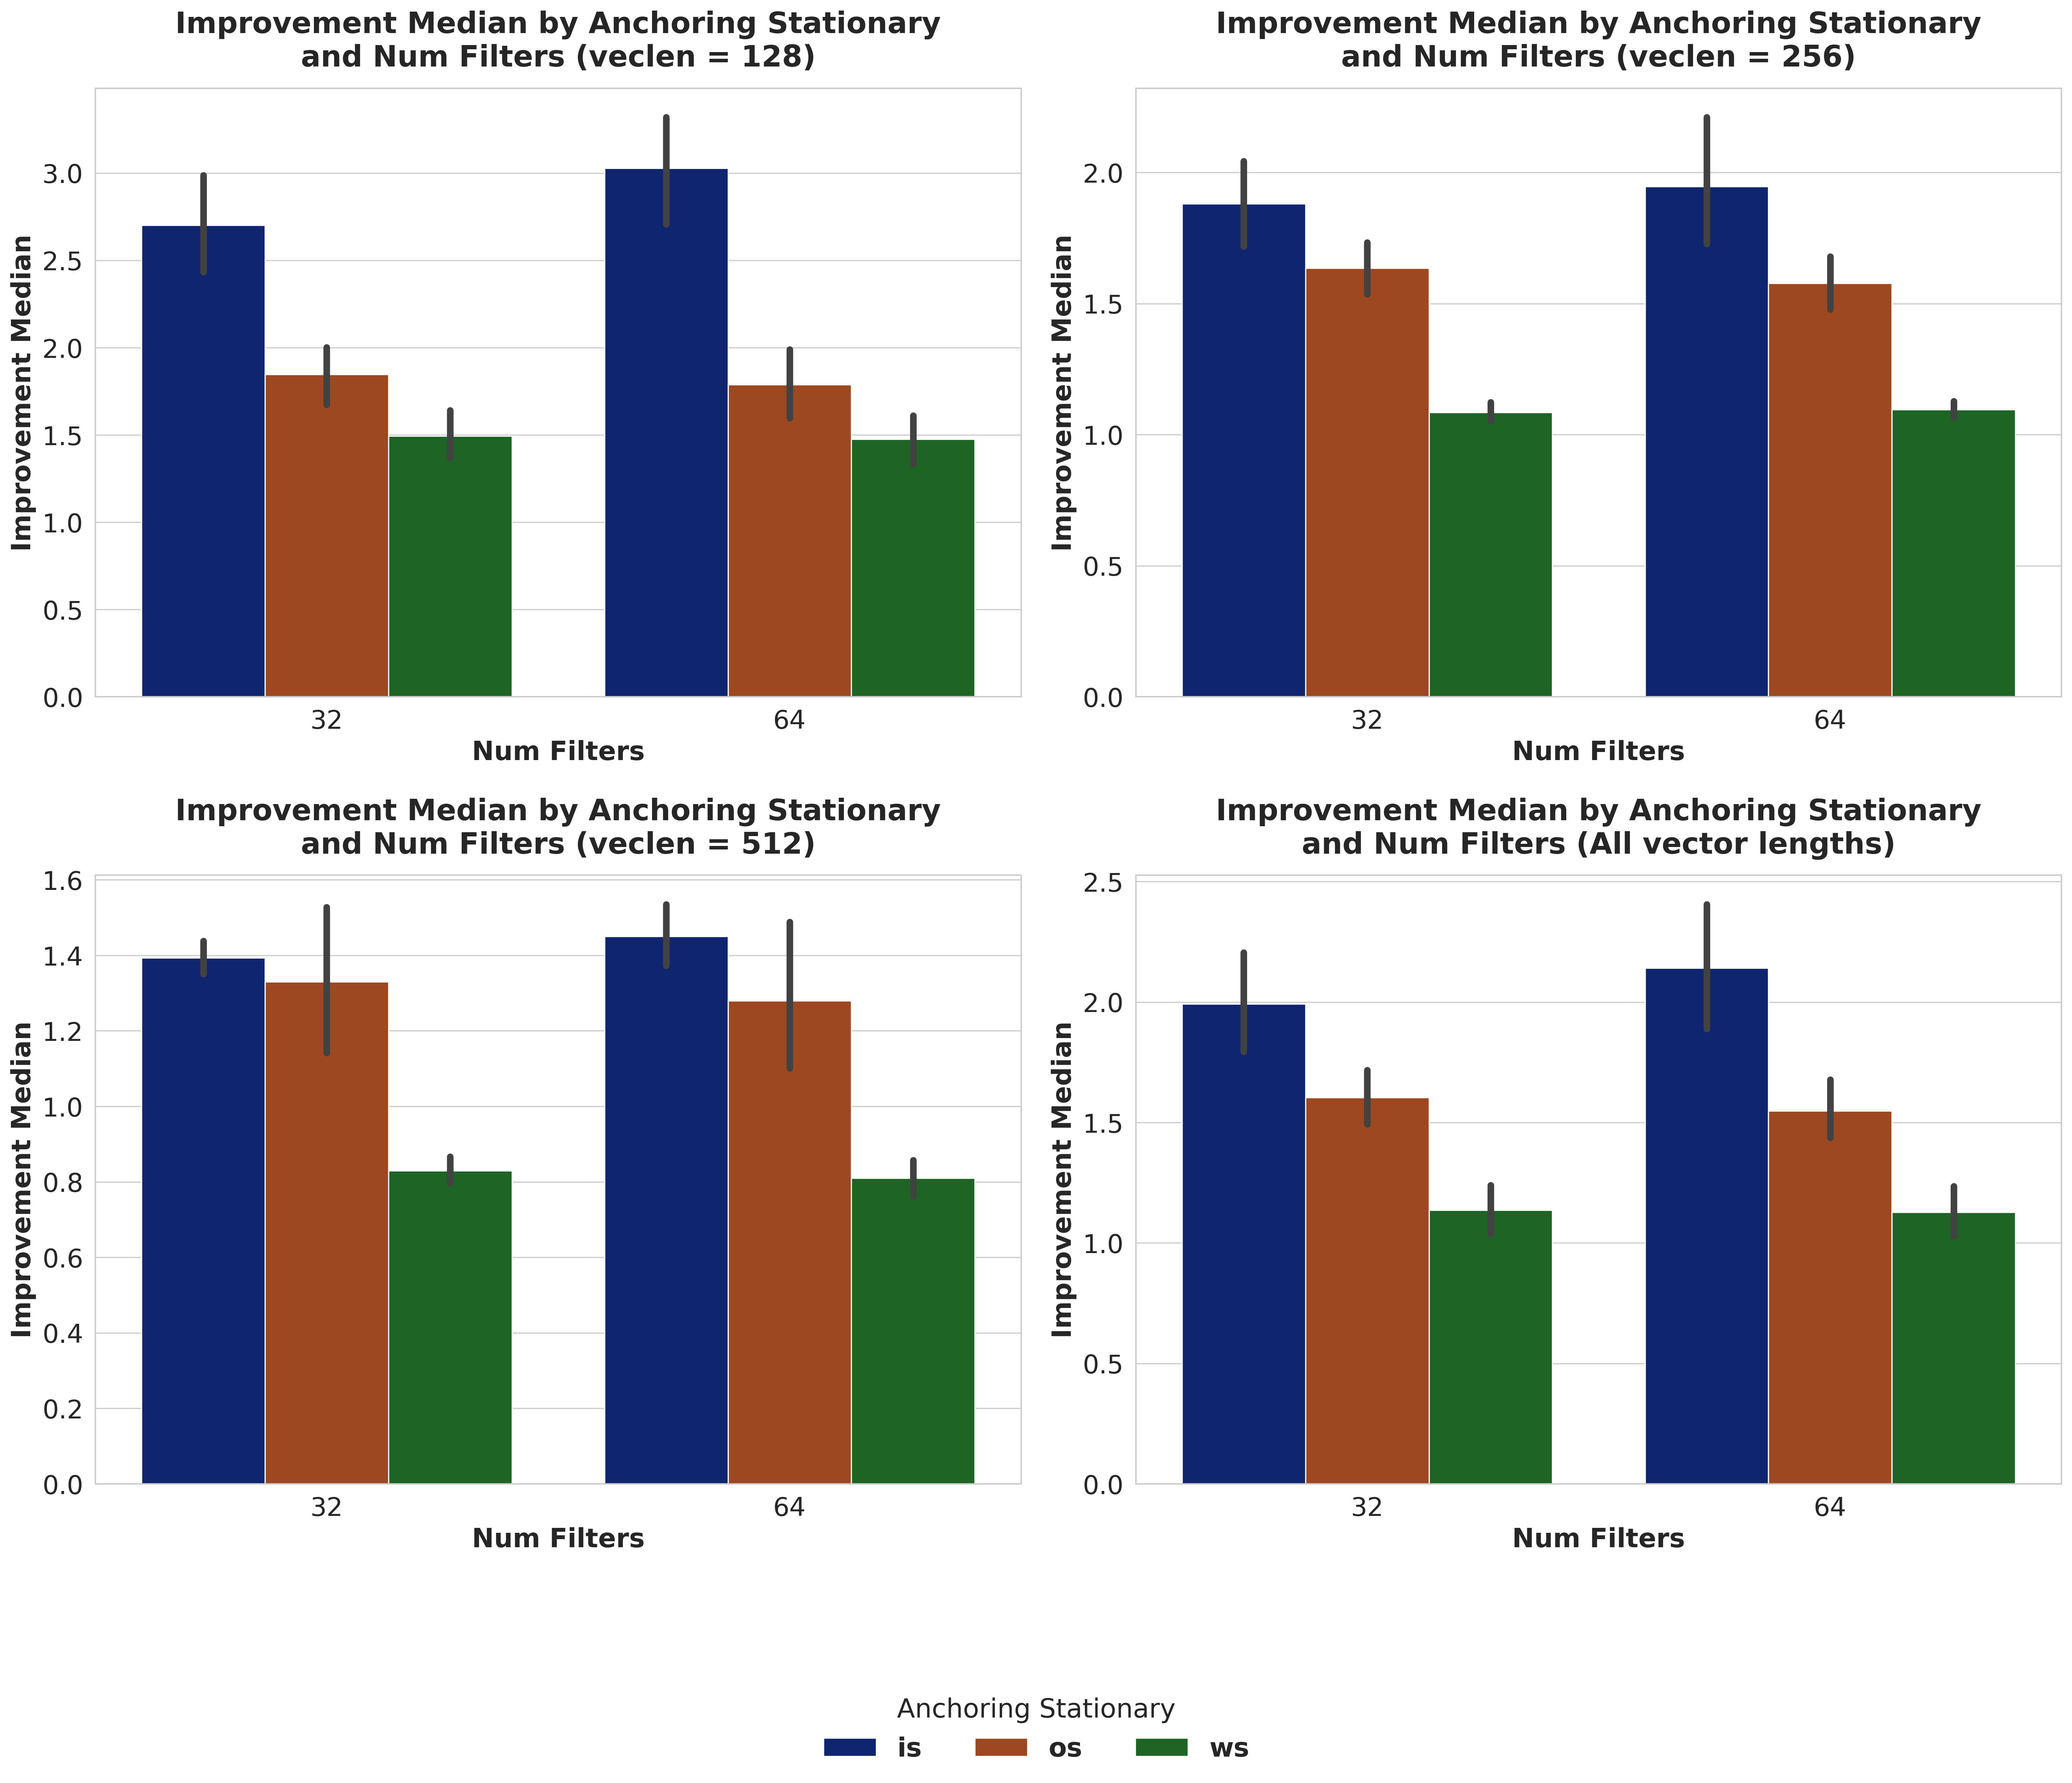 Improvement Median by Anchoring Stationary
and Num Filters (veclen = 128)
Improvement Median
3.0
2.5
2.0
1.5
1.0
0.5
0.0
32
64
Num Filters
Improvement Median by Anchoring Stationary
and Num Filters (veclen = 256)
Improvement Median
2.0
1.5
1.0
0.5
0.0
32
64
Num Filters
Improvement Median by Anchoring Stationary
and Num Filters (veclen = 512)
Improvement Median
1.6
1.4
1.2
1.0
0.8
0.6
0.4
0.2
0.0
32
64
Num Filters
Improvement Median by Anchoring Stationary
and Num Filters (All vector lengths)
Improvement Median
2.5
2.0
1.5
1.0
0.5
0.0
32
64
Num Filters
Anchoring Stationary
is
os
ws